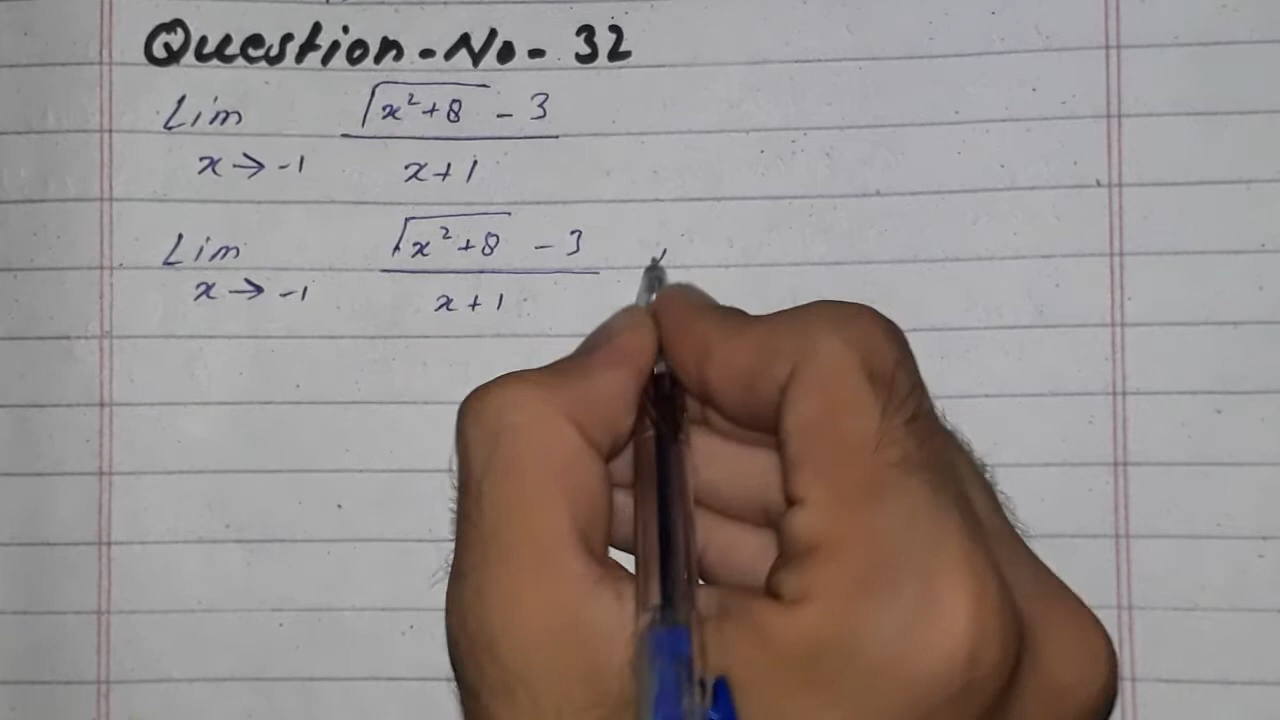 Question-No-32
Lim √x²+8 - 3
x→-1 x+1
Lim √x²+8 - 3
x→-1 x+1